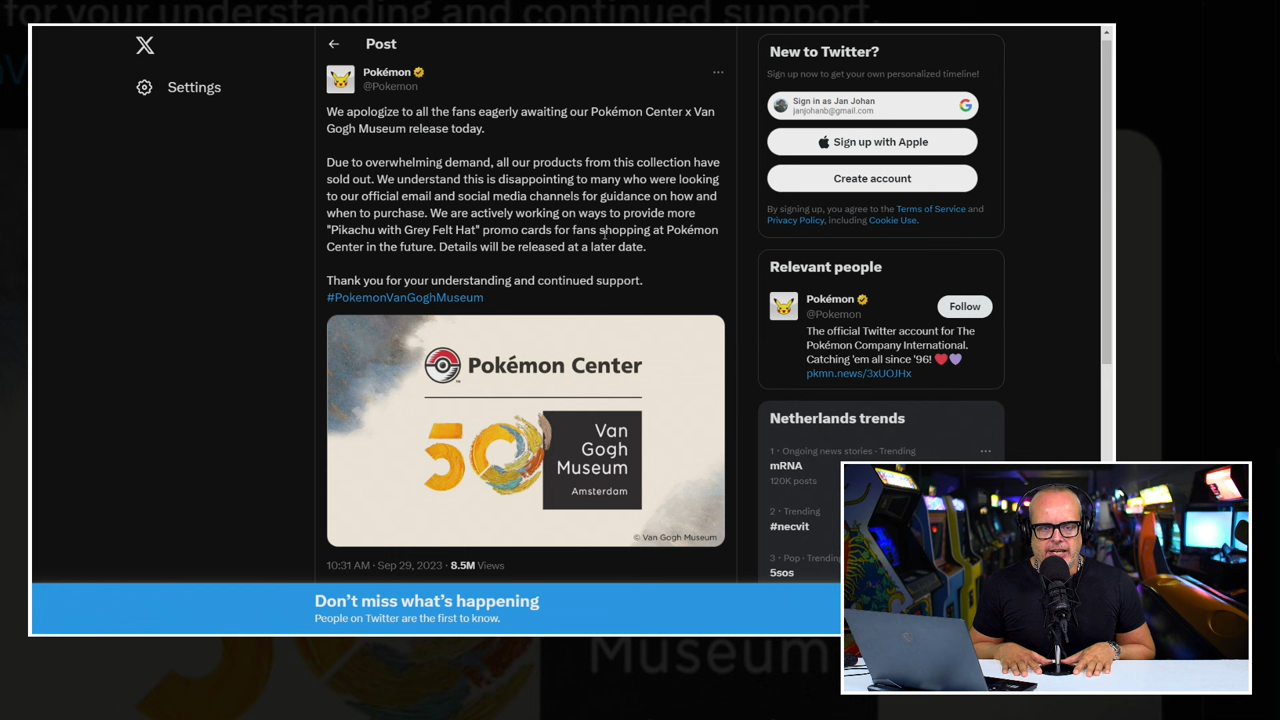 for your understanding and continued support.
Settings
Post
Pokémon
@Pokemon
We apologize to all the fans eagerly awaiting our Pokémon Center x Van
Gogh Museum release today.
Due to overwhelming demand, all our products from this collection have
sold out. We understand this is disappointing to many who were looking
to our official email and social media channels for guidance on how and
when to purchase. We are actively working on ways to provide more
"Pikachu with Grey Felt Hat" promo cards for fans shopping at Pokémon
Center in the future. Details will be released at a later date.
Thank you for your understanding and continued support.
#PokemonVanGoghMuseum
Pokémon Center
50
Van
Gogh
Museum
Amsterdam
© Van Gogh Museum
10:31 AM · Sep 29, 2023 · 8.5M Views
New to Twitter?
Sign up now to get your own personalized timeline!
Sign in as Jan Johan
janjohanb@gmail.com
Sign up with Apple
Create account
By signing up, you agree to the Terms of Service and
Privacy Policy, including Cookie Use.
Relevant people
Pokémon
@Pokemon
Follow
The official Twitter account for The
Pokémon Company International.
Catching 'em all since '96! ❤️💜
pkmn.news/3xUOJHx
Netherlands trends
1 · Ongoing news stories · Trending
mRNA
120K posts
2 · Trending
#necvit
3 · Pop · Trending
5sos
Don't miss what's happening
People on Twitter are the first to know.
Museum